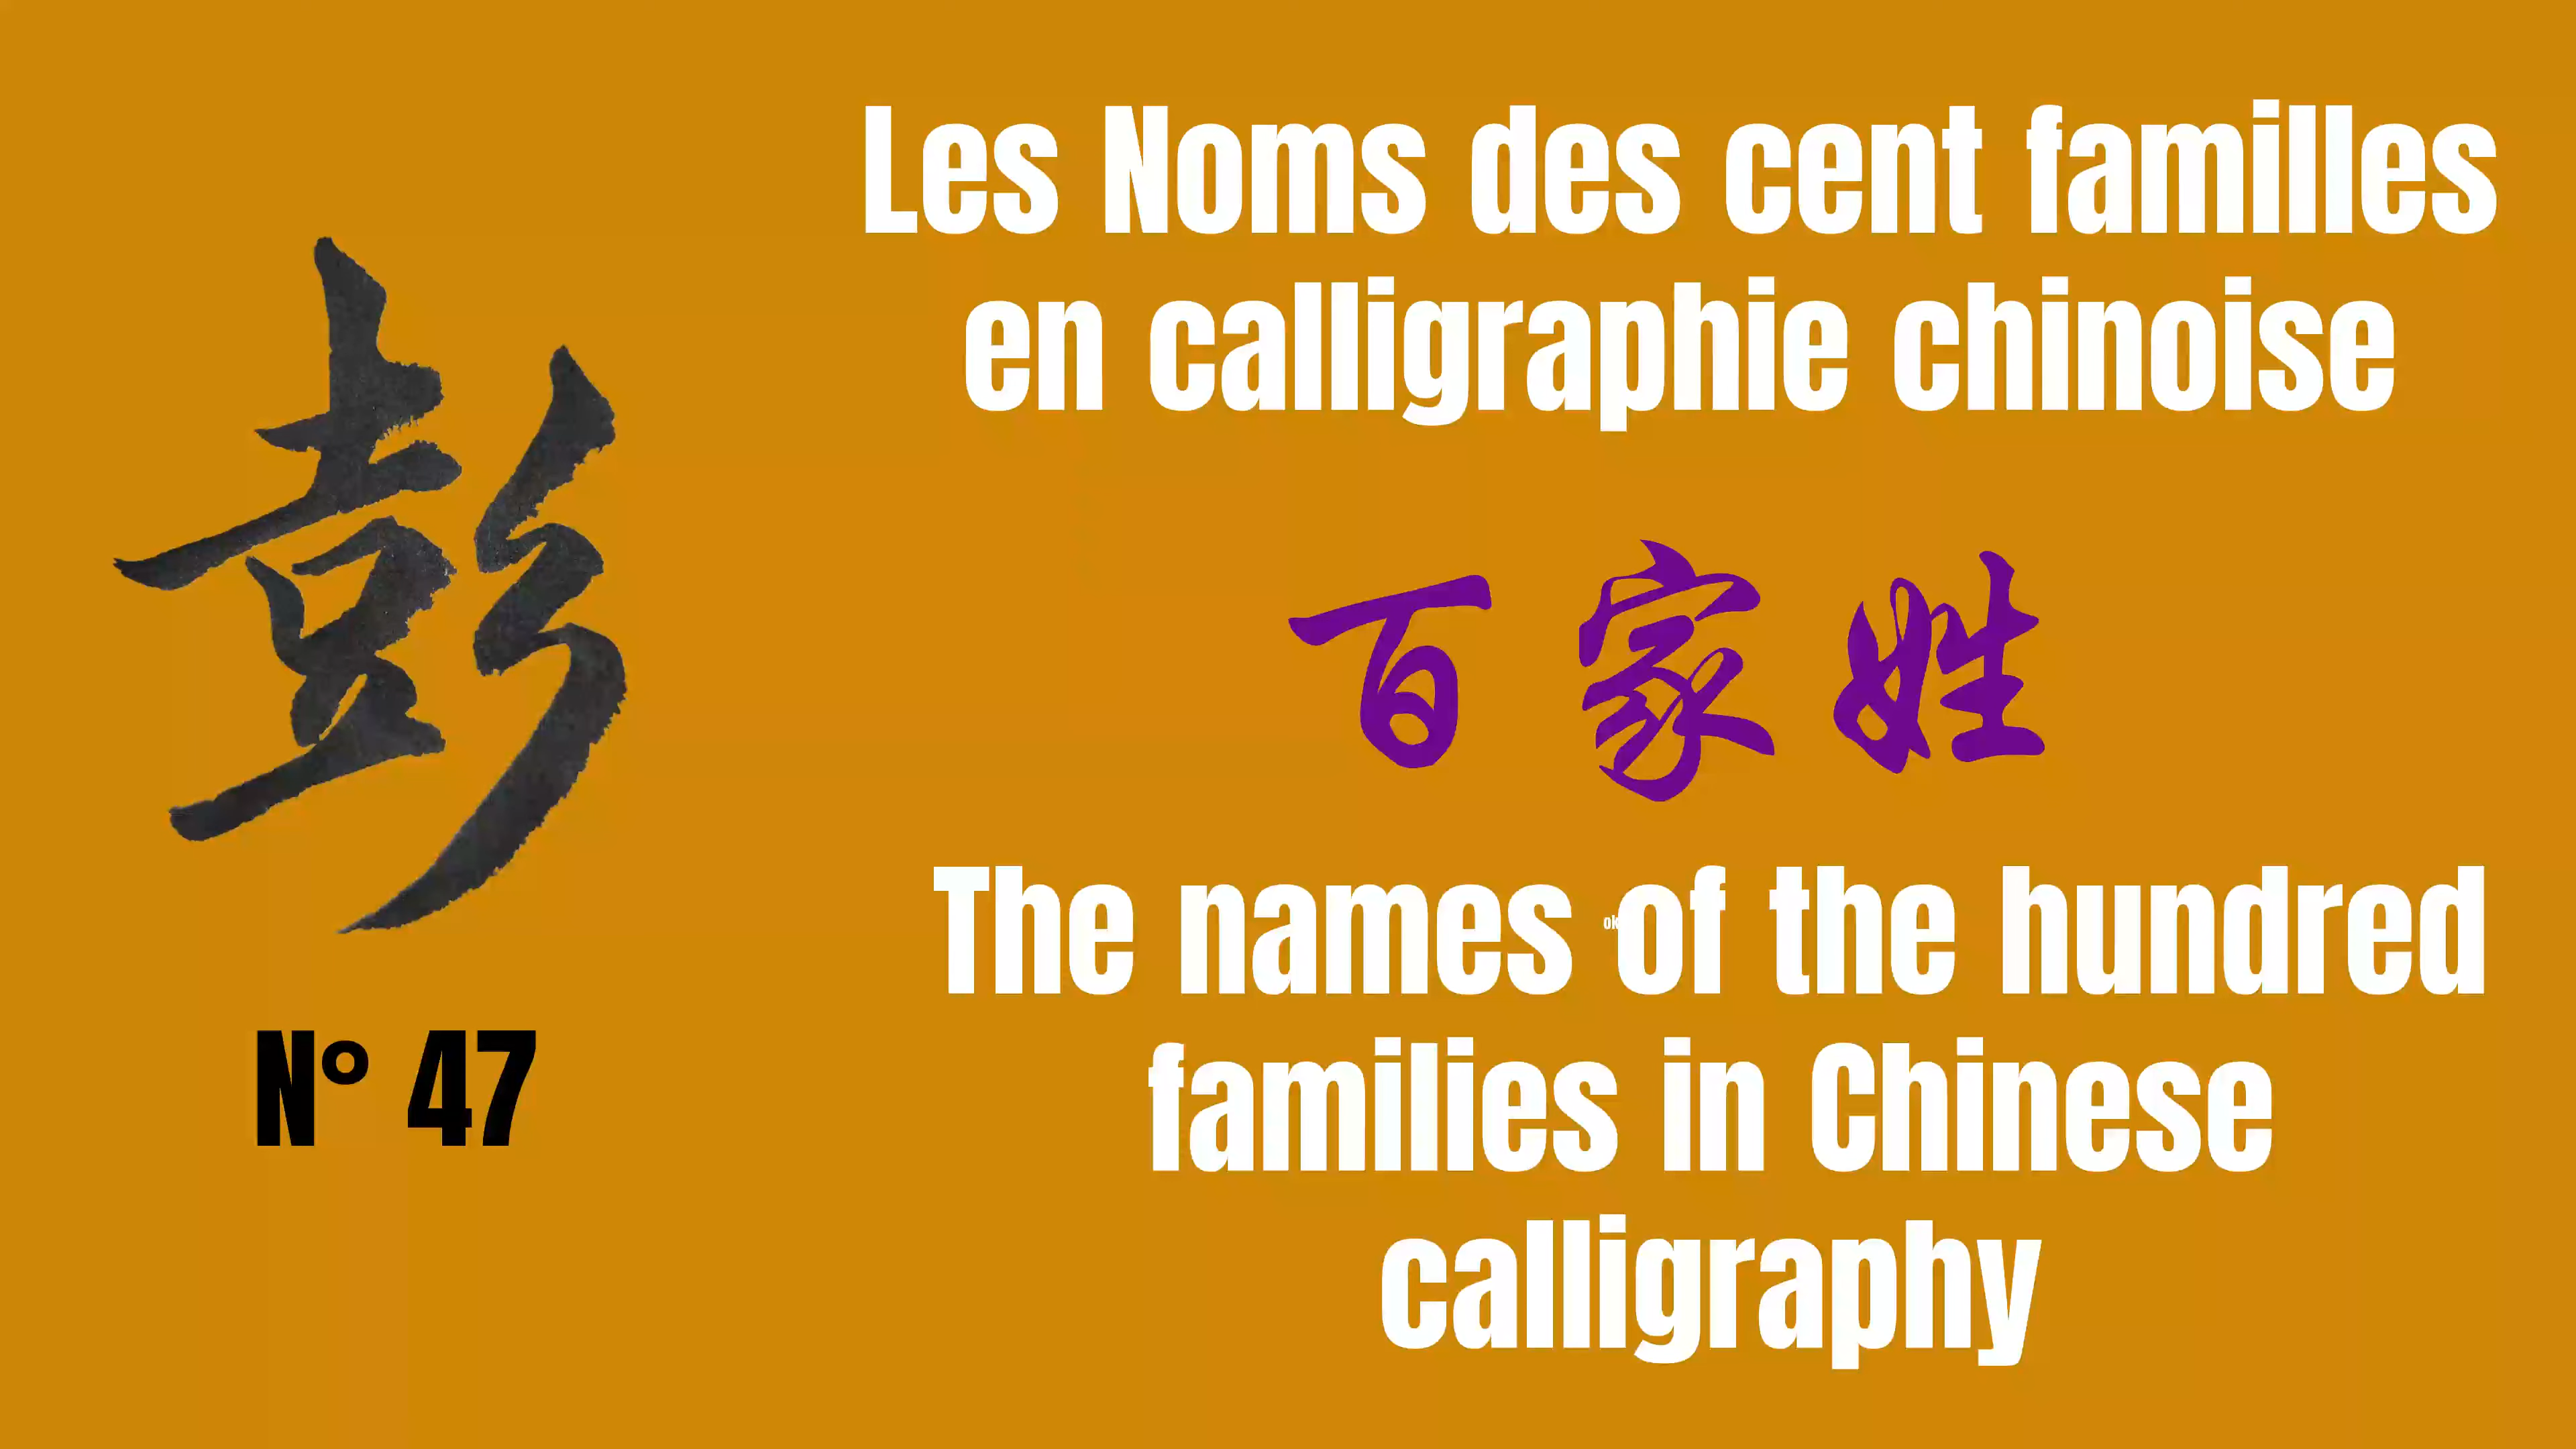 彭
N° 47
Les Noms des cent familles
en calligraphie chinoise
百家姓
The names of the hundred
families in Chinese
calligraphy
ok